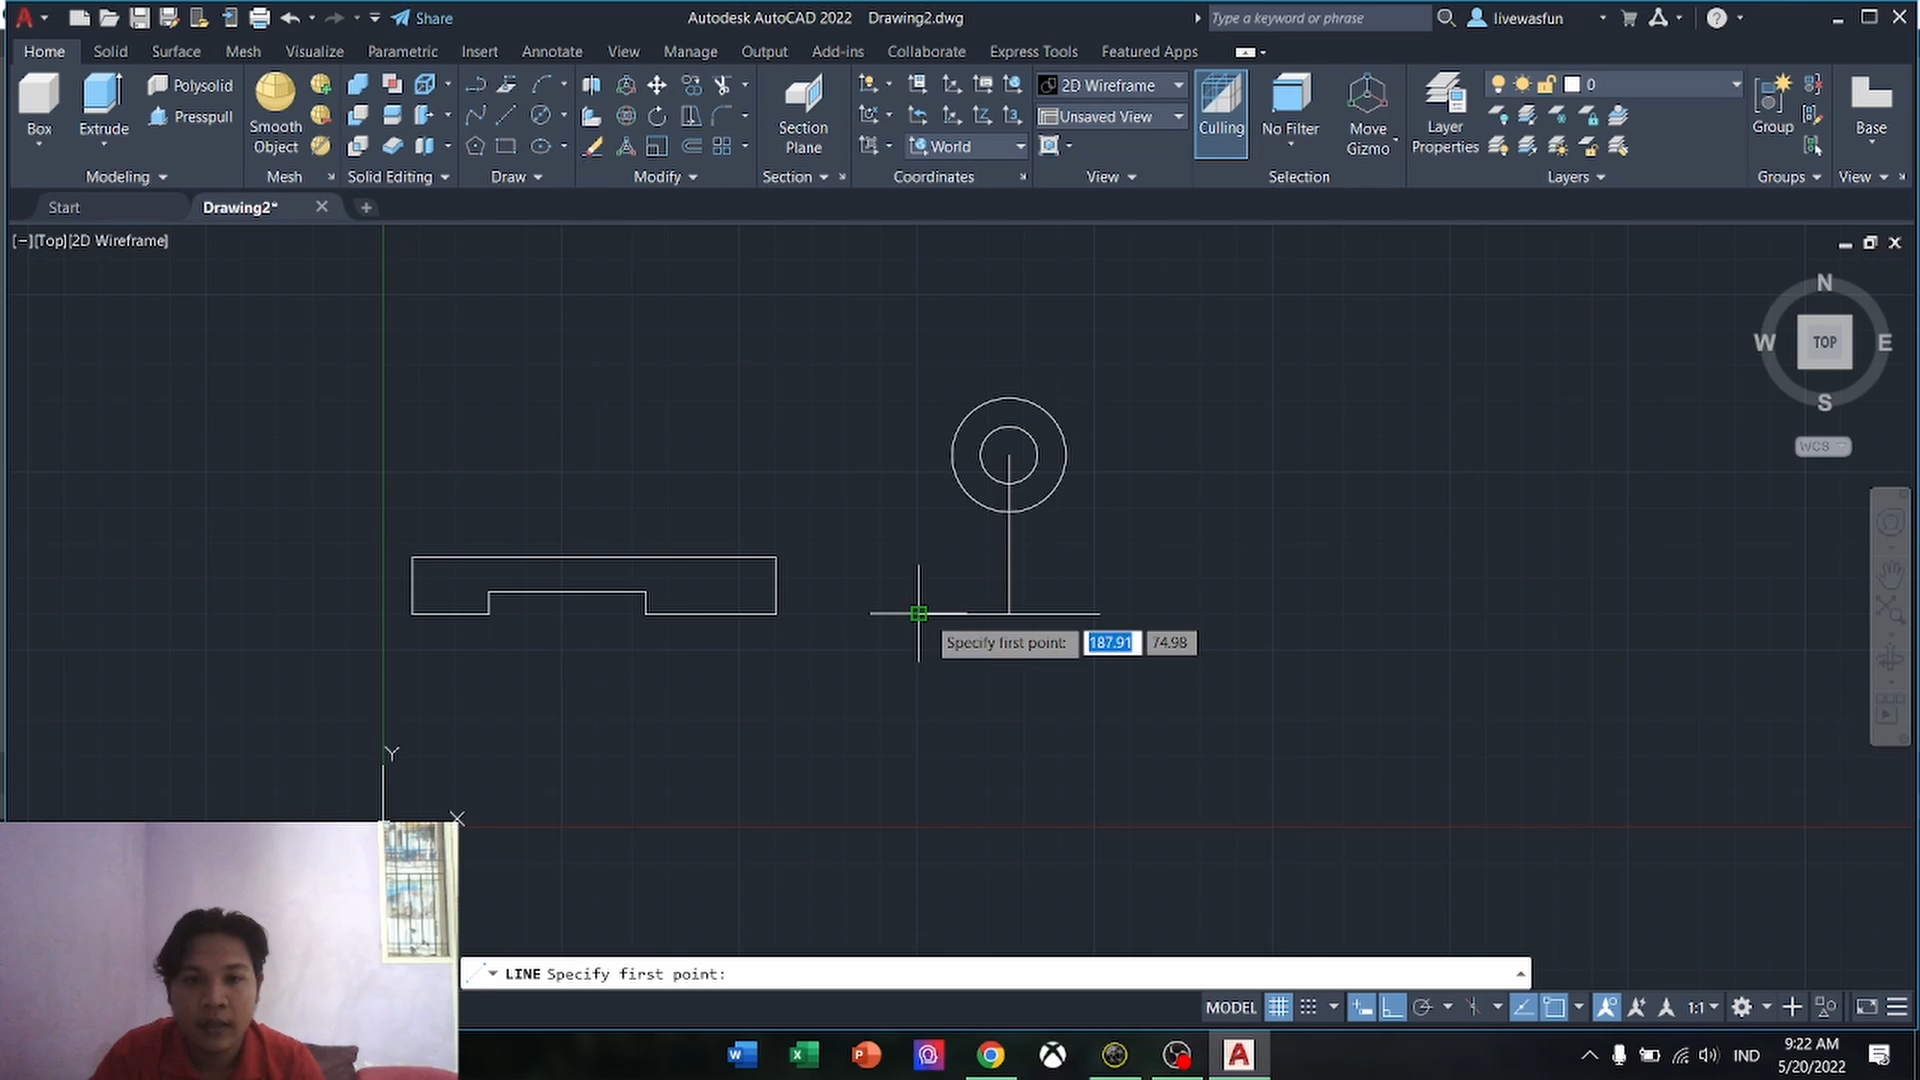 Share
Autodesk AutoCAD 2022 Drawing2.dwg
Type a keyword or phrase
livewasfun
Home Solid Surface Mesh Visualize Parametric Insert Annotate View Manage Output Add-ins Collaborate Express Tools Featured Apps
Box
Extrude
Polysolid
Presspull
Smooth Object
Section Plane
World
2D Wireframe
Unsaved View
Culling
No Filter
Move Gizmo
Layer Properties
0
Group
Base
Modeling Mesh Solid Editing Draw Modify Section Coordinates View Selection Layers Groups View
Start Drawing2*
[−][Top][2D Wireframe]
N
W TOP E
S
WCS
Specify first point: 187.91 74.98
Y
X
LINE Specify first point:
MODEL 1:1
IND
9:22 AM
5/20/2022